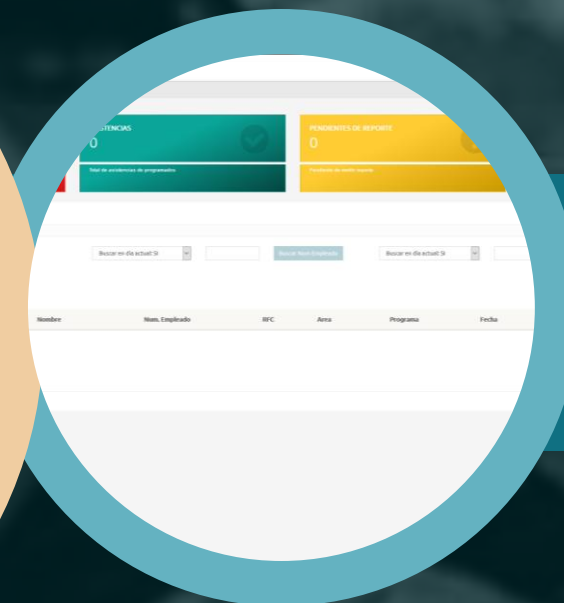 ISTENCIAS
0
Total de asistencias de programados
PENDIENTES DE REPORTE
0
Buscar en día actual: Si
Buscar Num Empleado
Buscar en día actual: Si
Nombre Num. Empleado RFC Area Programa Fecha